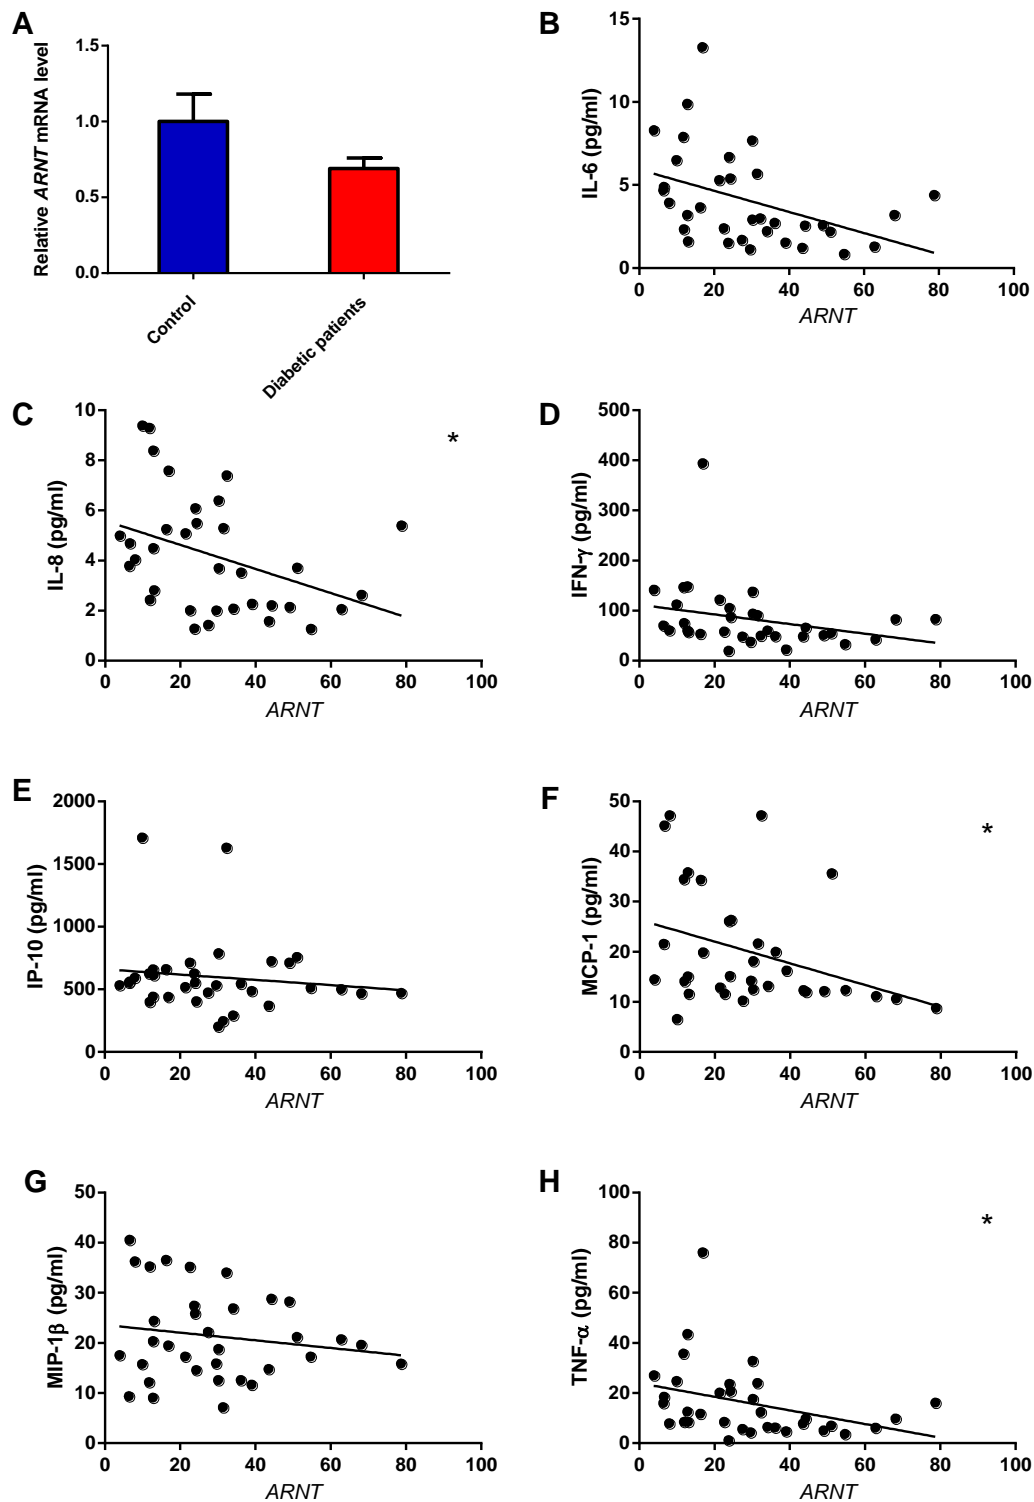 A
Relative ARNT mRNA level
1.5
1.0
0.5
0.0
Control
Diabetic patients
B
IL-6 (pg/ml)
15
10
5
0
0 20 40 60 80 100
ARNT
C
IL-8 (pg/ml)
10
8
6
4
2
0
0 20 40 60 80 100
ARNT
*
D
IFN-γ (pg/ml)
500
400
300
200
100
0
0 20 40 60 80 100
ARNT
E
IP-10 (pg/ml)
2000
1500
1000
500
0
0 20 40 60 80 100
ARNT
F
MCP-1 (pg/ml)
50
40
30
20
10
0
0 20 40 60 80 100
ARNT
*
G
MIP-1β (pg/ml)
50
40
30
20
10
0
0 20 40 60 80 100
ARNT
H
TNF-α (pg/ml)
100
80
60
40
20
0
0 20 40 60 80 100
ARNT
*